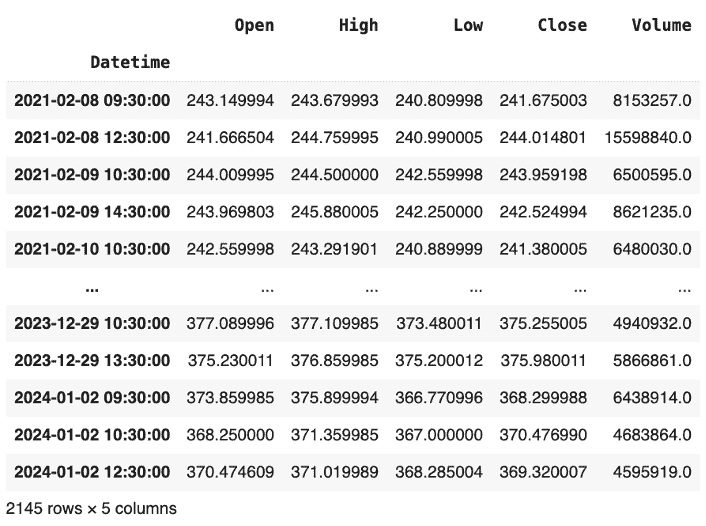 Open High Low Close Volume
Datetime
2021-02-08 09:30:00 243.149994 243.679993 240.809998 241.675003 8153257.0
2021-02-08 12:30:00 241.666504 244.759995 240.990005 244.014801 15598840.0
2021-02-09 10:30:00 244.009995 244.500000 242.559998 243.959198 6500595.0
2021-02-09 14:30:00 243.969803 245.880005 242.250000 242.524994 8621235.0
2021-02-10 10:30:00 242.559998 243.291901 240.889999 241.380005 6480030.0
... ... ... ... ... ...
2023-12-29 10:30:00 377.089996 377.109985 373.480011 375.255005 4940932.0
2023-12-29 13:30:00 375.230011 376.859985 375.200012 375.980011 5866861.0
2024-01-02 09:30:00 373.859985 375.899994 366.770996 368.299988 6438914.0
2024-01-02 10:30:00 368.250000 371.359985 367.000000 370.476990 4683864.0
2024-01-02 12:30:00 370.474609 371.019989 368.285004 369.320007 4595919.0
2145 rows × 5 columns